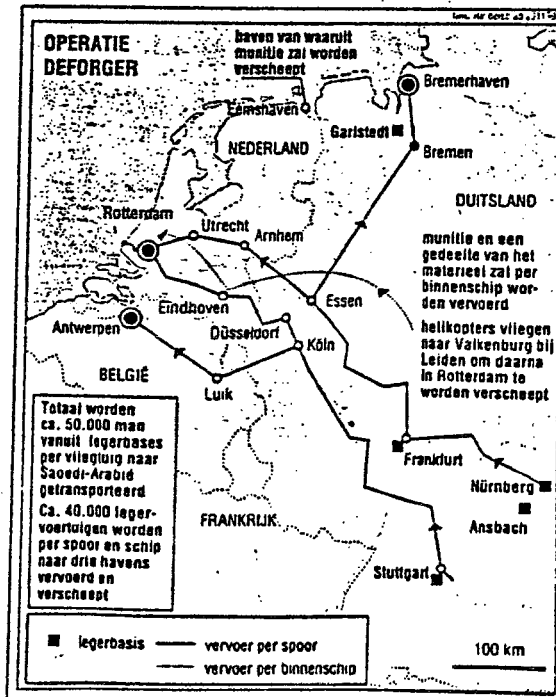 OPERATIE
DEFORGER
haven van waaruit
munitie zal worden
verscheept
Bremerhaven
Eemshaven
Garlstedt
NEDERLAND
Bremen
DUITSLAND
Rotterdam
Utrecht
Arnhem
munitie en een
gedeelte van het
materieel zal per
binnenschip wor-
den vervoerd
Essen
Eindhoven
Düsseldorf
Antwerpen
Köln
helikopters vliegen
naar Valkenburg bij
Leiden om daarna
in Rotterdam te
worden verscheept
BELGIË
Luik
Totaal worden
ca. 50.000 man
vanuit legerbases
per vliegtuig naar
Saoedi-Arabië
getransporteerd
Ca. 40.000 leger-
voertuigen worden
per spoor en schip
naar drie havens
vervoerd en
verscheept
Frankfurt
Nürnberg
Ansbach
FRANKRIJK
Stuttgart
legerbasis
vervoer per spoor
vervoer per binnenschip
100 km